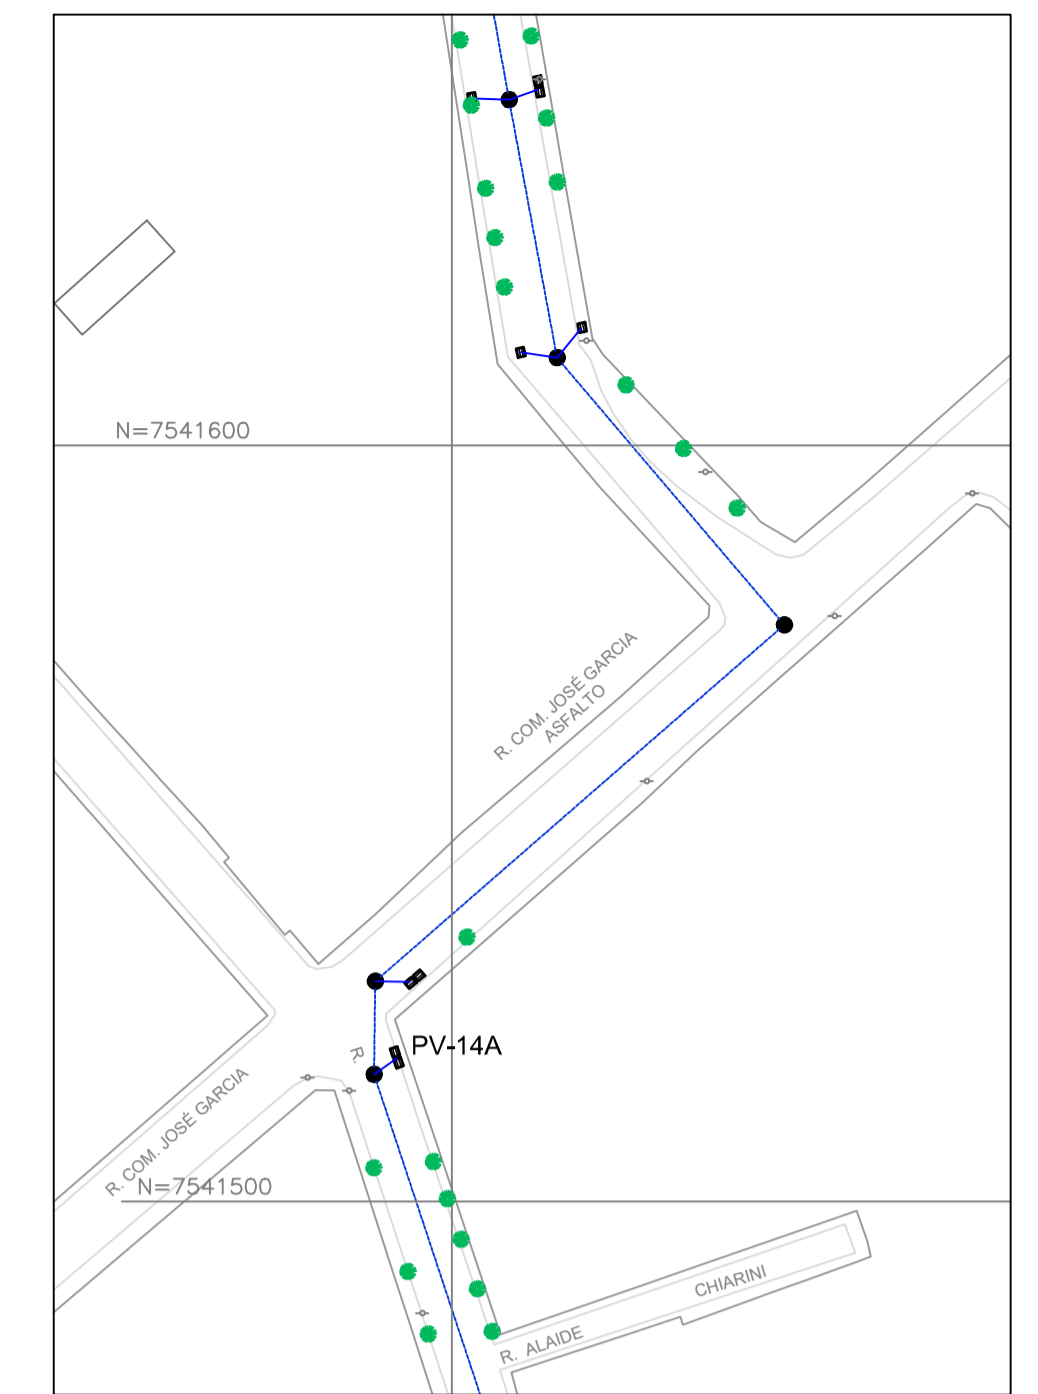 N=7541600
R. COM. JOSÉ GARCIA
ASFALTO
PV-14A
R.
R. COM. JOSÉ GARCIA
N=7541500
CHIARINI
R. ALAIDE